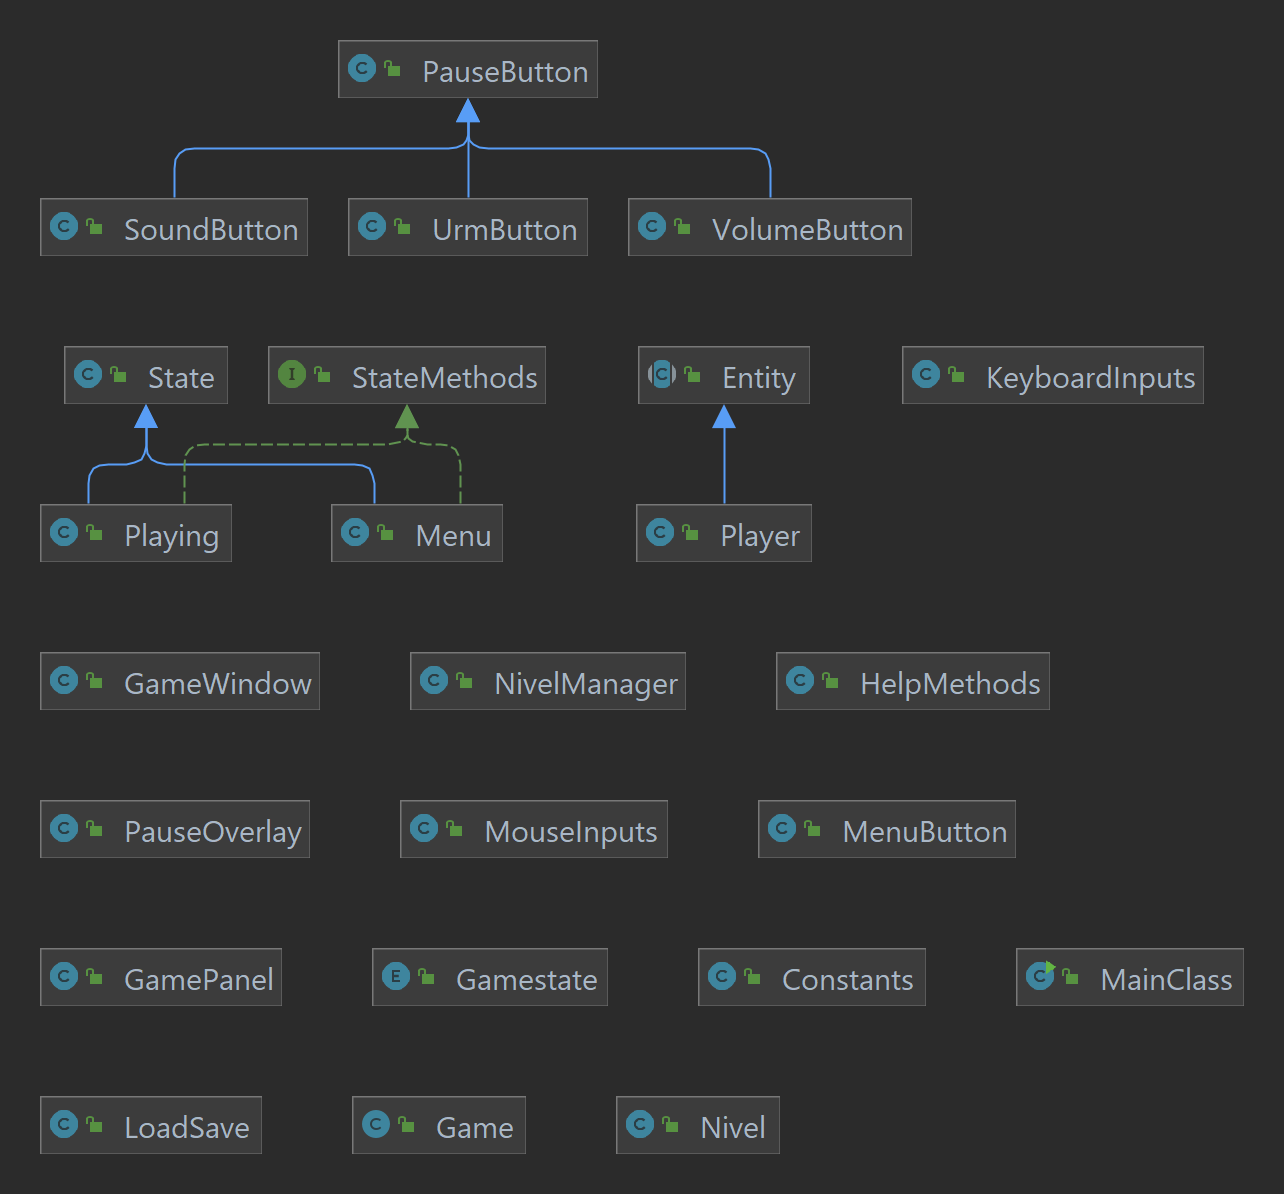 PauseButton
SoundButton
UrmButton
VolumeButton
State
StateMethods
Entity
KeyboardInputs
Playing
Menu
Player
GameWindow
NivelManager
HelpMethods
PauseOverlay
MouseInputs
MenuButton
GamePanel
Gamestate
Constants
MainClass
LoadSave
Game
Nivel